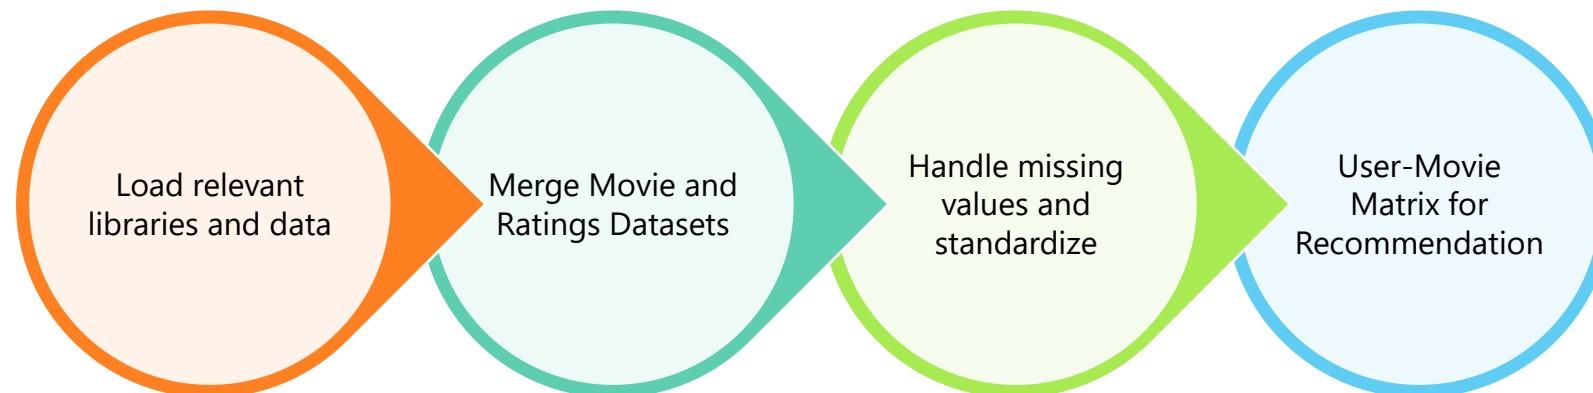 Load relevant
libraries and data
Merge Movie and
Ratings Datasets
Handle missing
values and
standardize
User-Movie
Matrix for
Recommendation